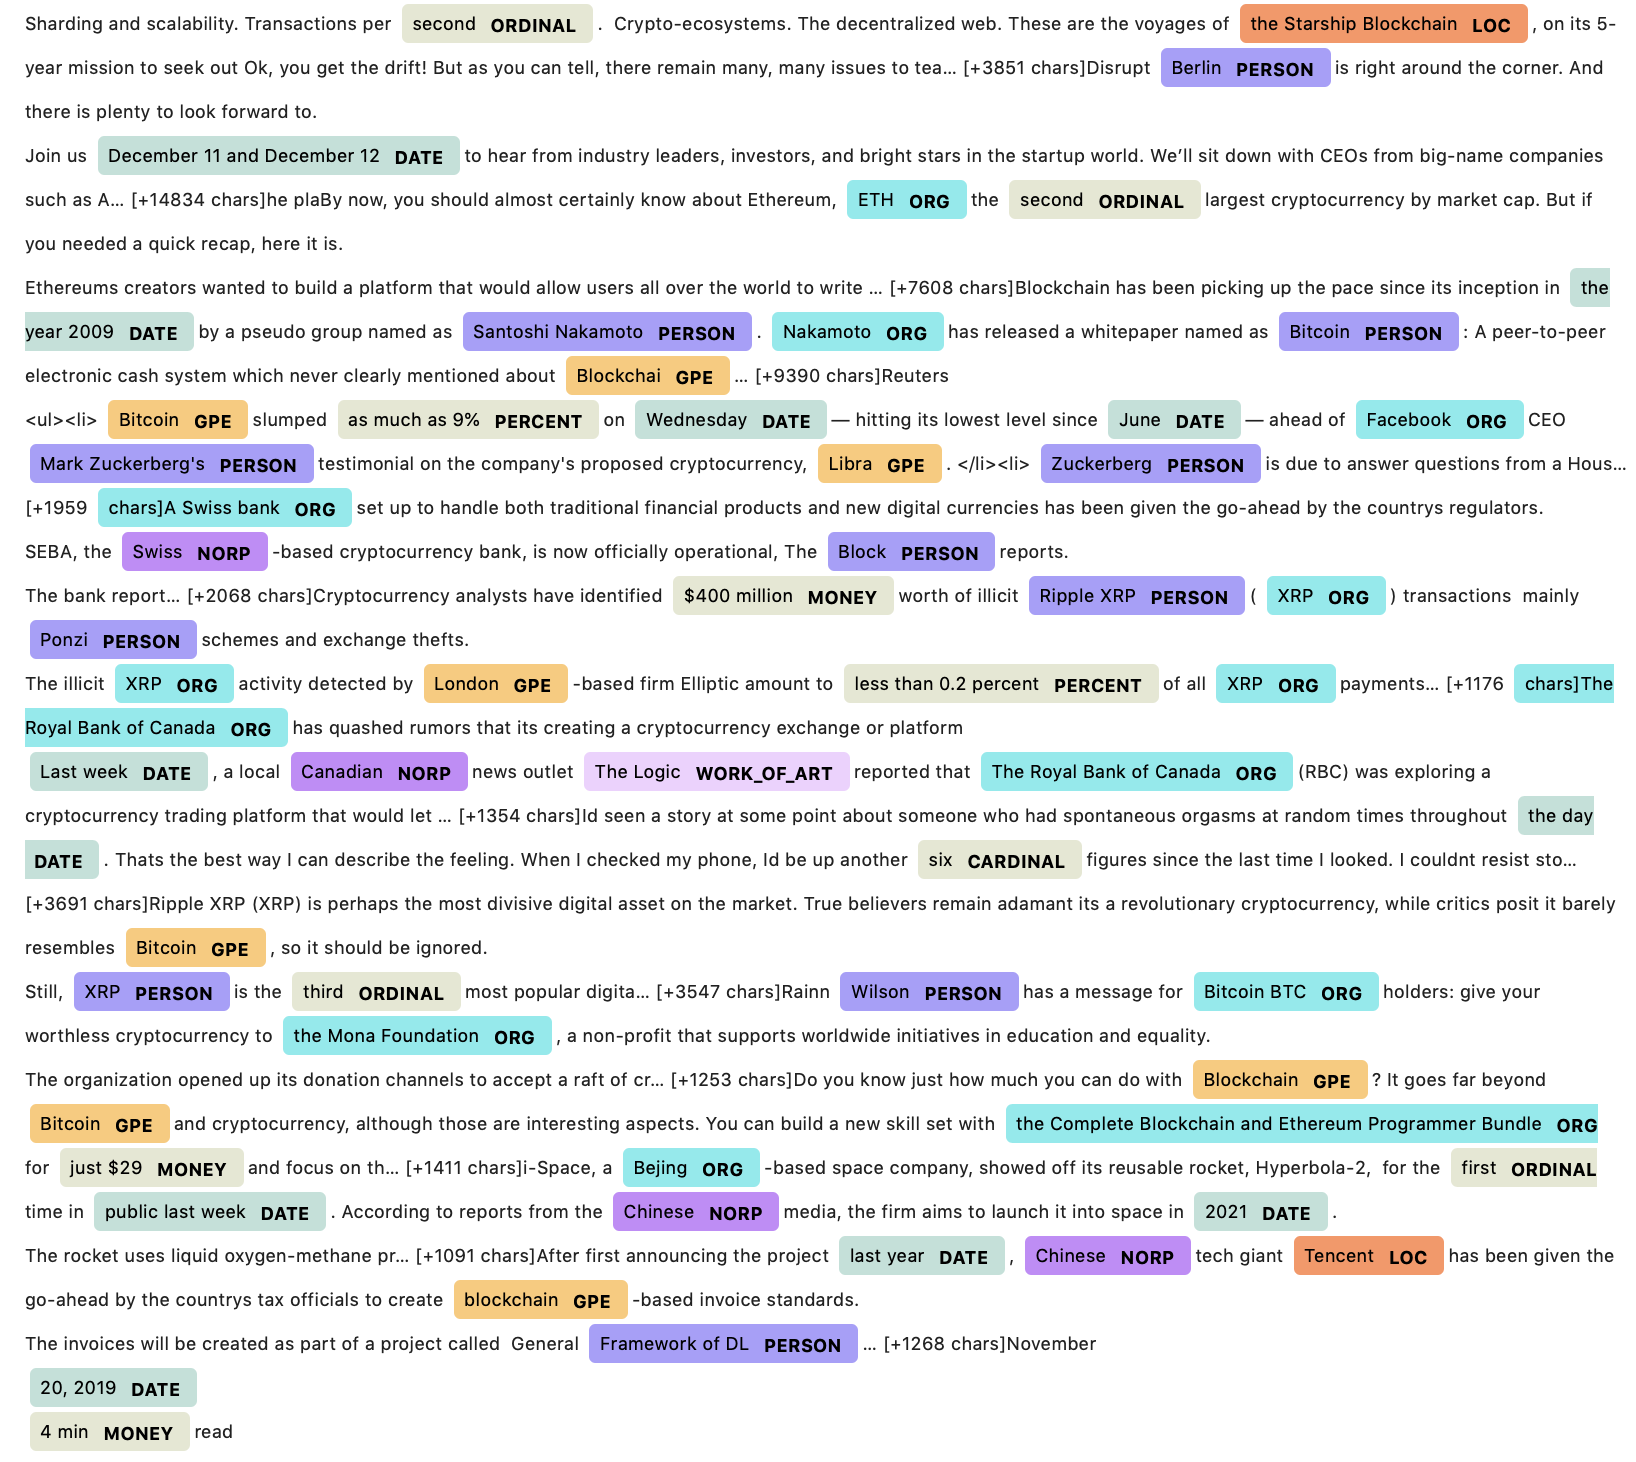 Sharding and scalability. Transactions per second ORDINAL . Crypto-ecosystems. The decentralized web. These are the voyages of the Starship Blockchain LOC , on its 5-
year mission to seek out Ok, you get the drift! But as you can tell, there remain many, many issues to tea… [+3851 chars]Disrupt Berlin PERSON is right around the corner. And
there is plenty to look forward to.
Join us December 11 and December 12 DATE to hear from industry leaders, investors, and bright stars in the startup world. We’ll sit down with CEOs from big-name companies
such as A… [+14834 chars]he plaBy now, you should almost certainly know about Ethereum, ETH ORG the second ORDINAL largest cryptocurrency by market cap. But if
you needed a quick recap, here it is.
Ethereums creators wanted to build a platform that would allow users all over the world to write … [+7608 chars]Blockchain has been picking up the pace since its inception in the
year 2009 DATE by a pseudo group named as Santoshi Nakamoto PERSON . Nakamoto ORG has released a whitepaper named as Bitcoin PERSON : A peer-to-peer
electronic cash system which never clearly mentioned about Blockchai GPE … [+9390 chars]Reuters
<ul><li> Bitcoin GPE slumped as much as 9% PERCENT on Wednesday DATE — hitting its lowest level since June DATE — ahead of Facebook ORG CEO
Mark Zuckerberg's PERSON testimonial on the company's proposed cryptocurrency, Libra GPE . </li><li> Zuckerberg PERSON is due to answer questions from a Hous…
[+1959 chars]A Swiss bank ORG set up to handle both traditional financial products and new digital currencies has been given the go-ahead by the countrys regulators.
SEBA, the Swiss NORP -based cryptocurrency bank, is now officially operational, The Block PERSON reports.
The bank report… [+2068 chars]Cryptocurrency analysts have identified $400 million MONEY worth of illicit Ripple XRP PERSON ( XRP ORG ) transactions mainly
Ponzi PERSON schemes and exchange thefts.
The illicit XRP ORG activity detected by London GPE -based firm Elliptic amount to less than 0.2 percent PERCENT of all XRP ORG payments… [+1176 chars]The
Royal Bank of Canada ORG has quashed rumors that its creating a cryptocurrency exchange or platform
Last week DATE , a local Canadian NORP news outlet The Logic WORK_OF_ART reported that The Royal Bank of Canada ORG (RBC) was exploring a
cryptocurrency trading platform that would let … [+1354 chars]Id seen a story at some point about someone who had spontaneous orgasms at random times throughout the day
DATE . Thats the best way I can describe the feeling. When I checked my phone, Id be up another six CARDINAL figures since the last time I looked. I couldnt resist sto…
[+3691 chars]Ripple XRP (XRP) is perhaps the most divisive digital asset on the market. True believers remain adamant its a revolutionary cryptocurrency, while critics posit it barely
resembles Bitcoin GPE , so it should be ignored.
Still, XRP PERSON is the third ORDINAL most popular digita… [+3547 chars]Rainn Wilson PERSON has a message for Bitcoin BTC ORG holders: give your
worthless cryptocurrency to the Mona Foundation ORG , a non-profit that supports worldwide initiatives in education and equality.
The organization opened up its donation channels to accept a raft of cr… [+1253 chars]Do you know just how much you can do with Blockchain GPE ? It goes far beyond
Bitcoin GPE and cryptocurrency, although those are interesting aspects. You can build a new skill set with the Complete Blockchain and Ethereum Programmer Bundle ORG
for just $29 MONEY and focus on th… [+1411 chars]i-Space, a Bejing ORG -based space company, showed off its reusable rocket, Hyperbola-2, for the first ORDINAL
time in public last week DATE . According to reports from the Chinese NORP media, the firm aims to launch it into space in 2021 DATE .
The rocket uses liquid oxygen-methane pr… [+1091 chars]After first announcing the project last year DATE , Chinese NORP tech giant Tencent LOC has been given the
go-ahead by the countrys tax officials to create blockchain GPE -based invoice standards.
The invoices will be created as part of a project called General Framework of DL PERSON … [+1268 chars]November
20, 2019 DATE
4 min MONEY read